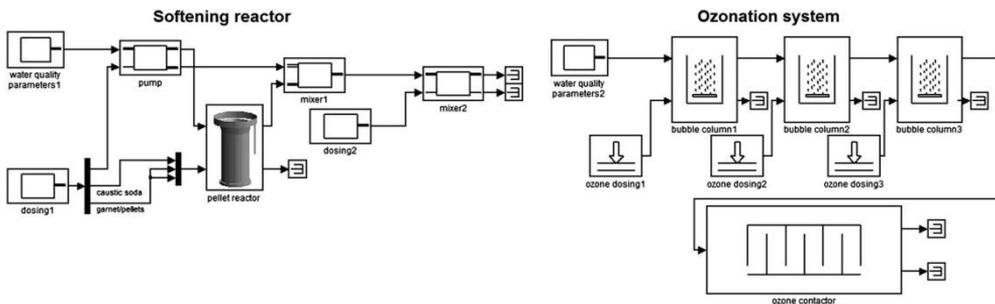 Softening reactor
water quality
parameters1
pump
mixer1
mixer2
dosing2
dosing1
caustic soda
garnet/pellets
pellet reactor
Ozonation system
water quality
parameters2
bubble column1
bubble column2
bubble column3
ozone dosing1
ozone dosing2
ozone dosing3
ozone contactor